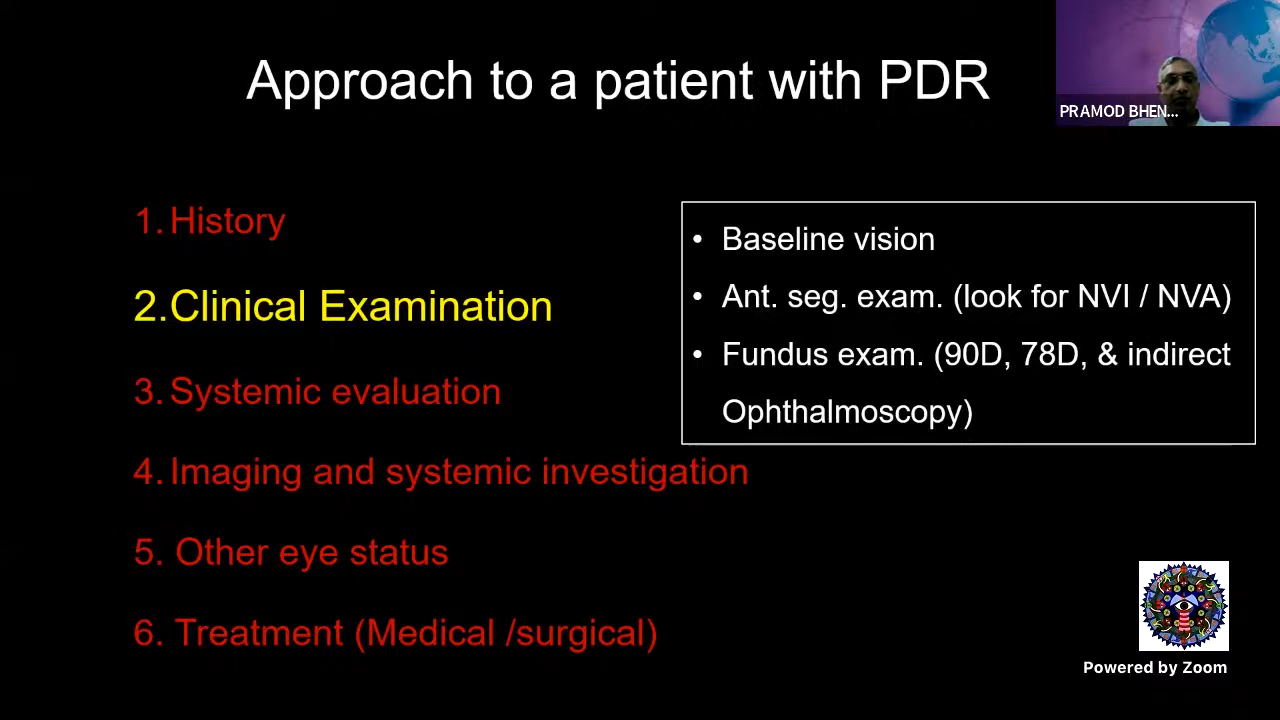 Approach to a patient with PDR
PRAMOD BHEN...
1. History
2. Clinical Examination
3. Systemic evaluation
4. Imaging and systemic investigation
5. Other eye status
6. Treatment (Medical /surgical)
• Baseline vision
• Ant. seg. exam. (look for NVI / NVA)
• Fundus exam. (90D, 78D, & indirect
Ophthalmoscopy)
Powered by Zoom